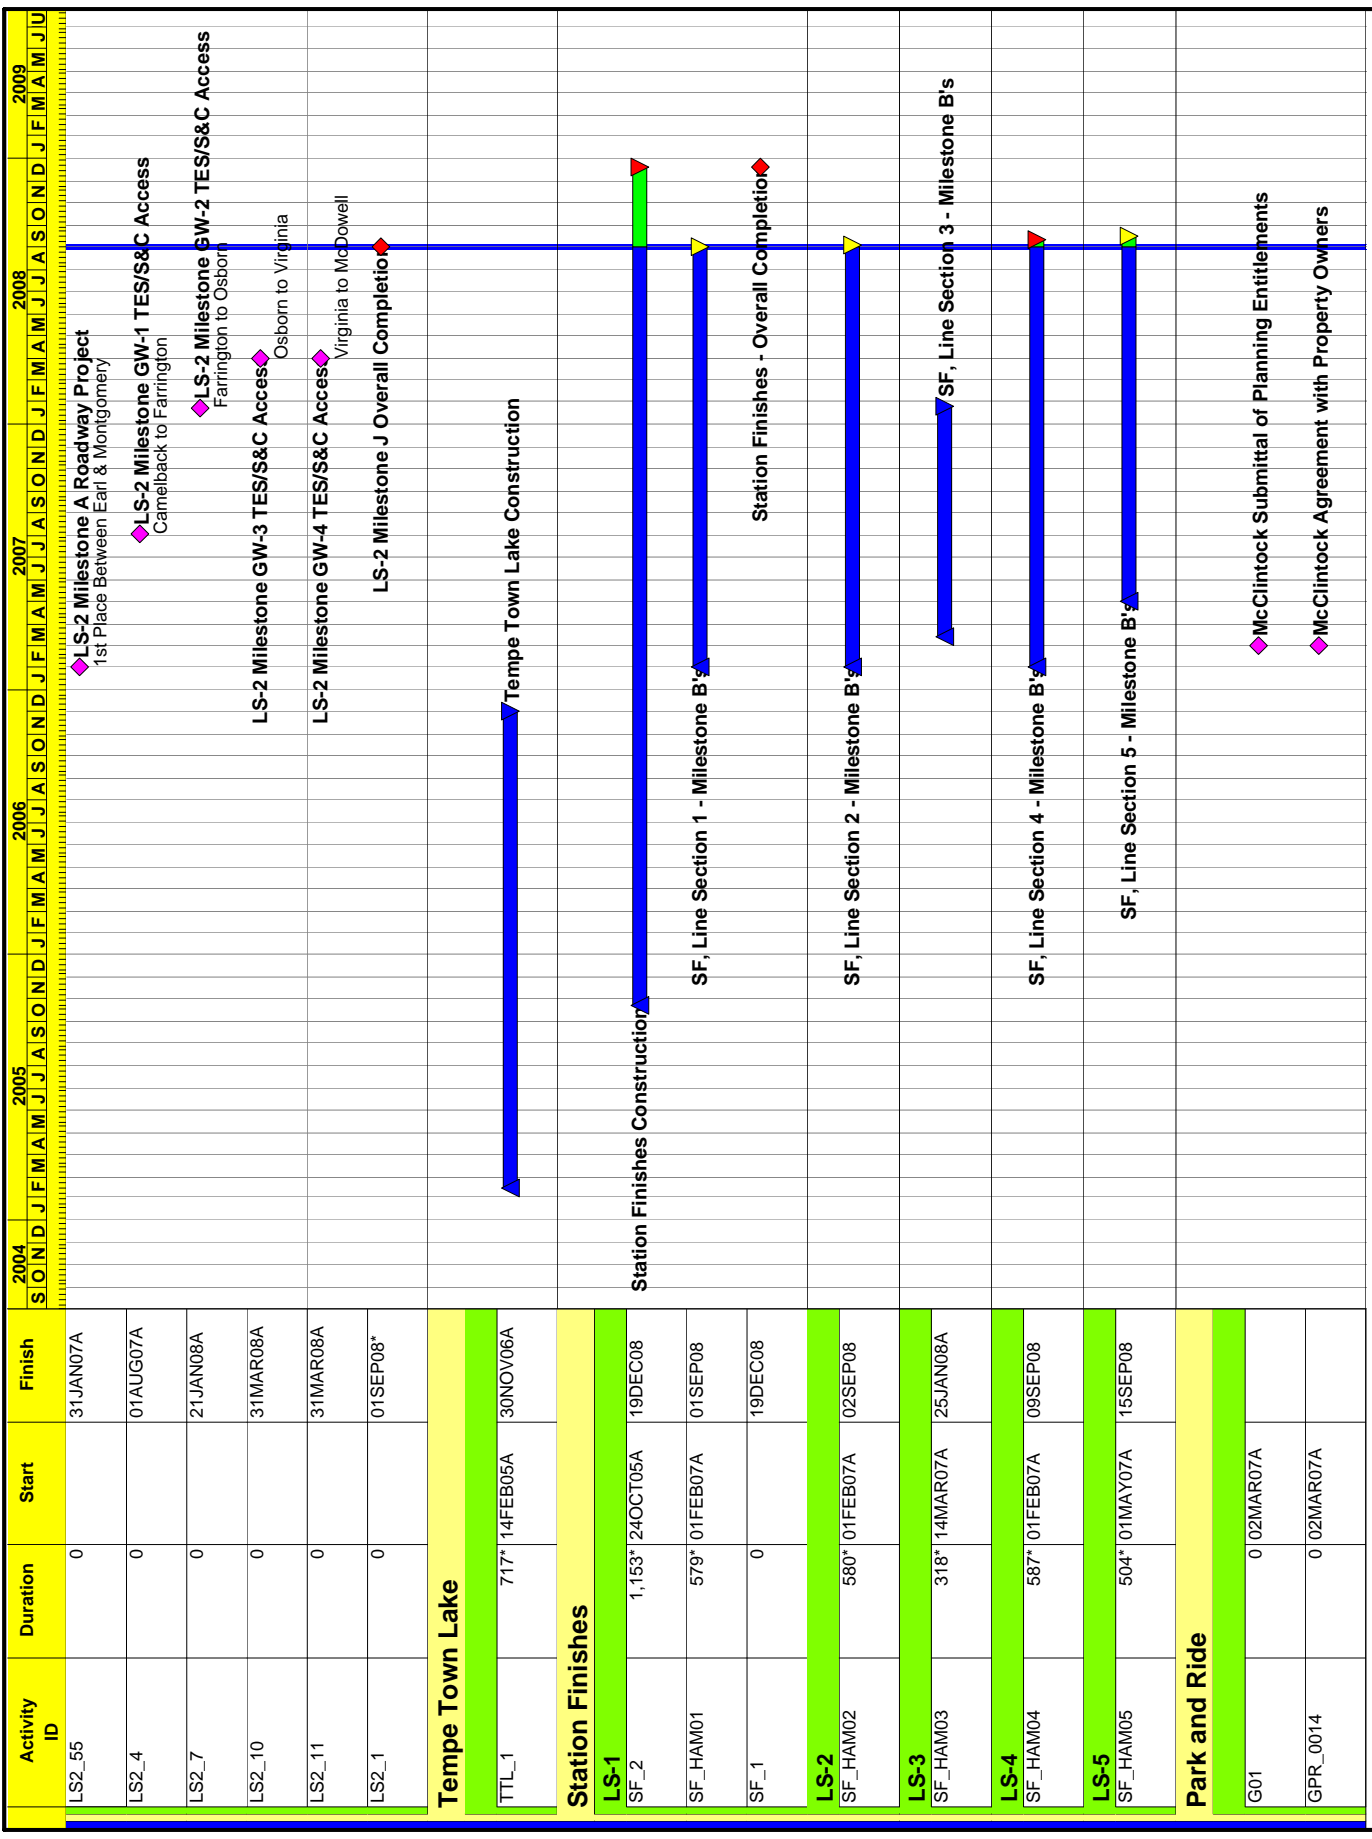 Activity ID Duration Start Finish 2004 2005 2006 2007 2008 2009
S O N D J F M A M J J A S O N D J F M A M J J A S O N D J F M A M J J A S O N D J F M A M J J A S O N D J F M A M J U
LS2_55 0 31JAN07A LS-2 Milestone A Roadway Project
1st Place Between Earl & Montgomery
LS2_4 0 01AUG07A LS-2 Milestone GW-1 TES/S&C Access
Camelback to Farrington
LS2_7 0 21JAN08A LS-2 Milestone GW-2 TES/S&C Access
Farrington to Osborn
LS2_10 0 31MAR08A LS-2 Milestone GW-3 TES/S&C Access
Osborn to Virginia
LS2_11 0 31MAR08A LS-2 Milestone GW-4 TES/S&C Access
Virginia to McDowell
LS2_1 0 01SEP08* LS-2 Milestone J Overall Completion
Tempe Town Lake
TTL_1 717* 14FEB05A 30NOV06A Tempe Town Lake Construction
Station Finishes
LS-1
SF_2 1,153* 24OCT05A 19DEC08 Station Finishes Construction
SF_HAM01 579* 01FEB07A 01SEP08 SF, Line Section 1 - Milestone B's
SF_1 0 19DEC08 Station Finishes - Overall Completion
LS-2
SF_HAM02 580* 01FEB07A 02SEP08 SF, Line Section 2 - Milestone B's
LS-3
SF_HAM03 318* 14MAR07A 25JAN08A SF, Line Section 3 - Milestone B's
LS-4
SF_HAM04 587* 01FEB07A 09SEP08 SF, Line Section 4 - Milestone B's
LS-5
SF_HAM05 504* 01MAY07A 15SEP08 SF, Line Section 5 - Milestone B's
Park and Ride
G01 0 02MAR07A McClintock Submittal of Planning Entitlements
GPR_0014 0 02MAR07A McClintock Agreement with Property Owners